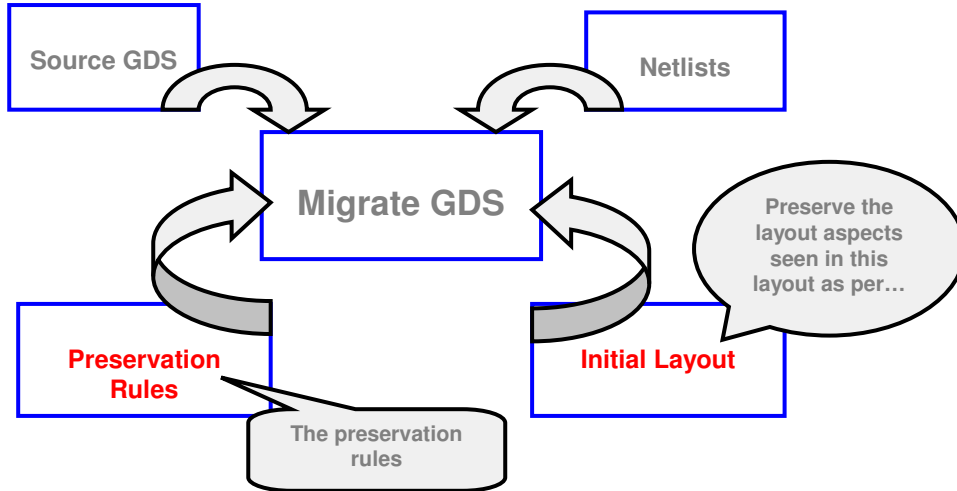 Source GDS
Netlists
Migrate GDS
Preserve the
layout aspects
seen in this
layout as per…
Preservation
Rules
Initial Layout
The preservation
rules